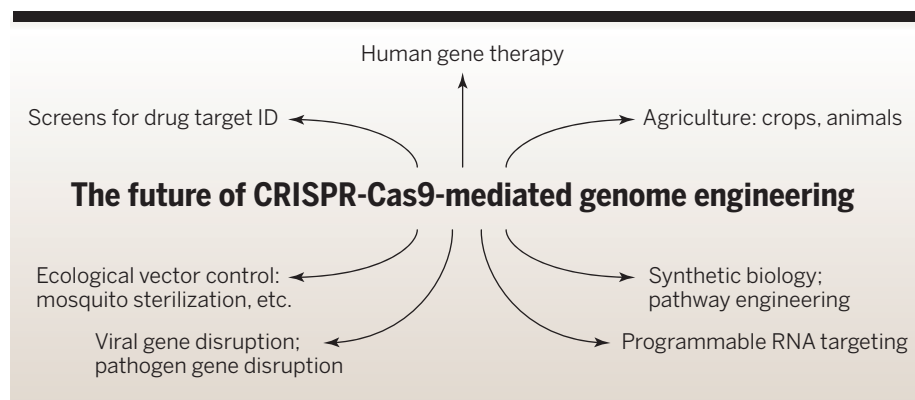 Human gene therapy
Screens for drug target ID
Agriculture: crops, animals
The future of CRISPR-Cas9-mediated genome engineering
Ecological vector control:
mosquito sterilization, etc.
Synthetic biology;
pathway engineering
Viral gene disruption;
pathogen gene disruption
Programmable RNA targeting